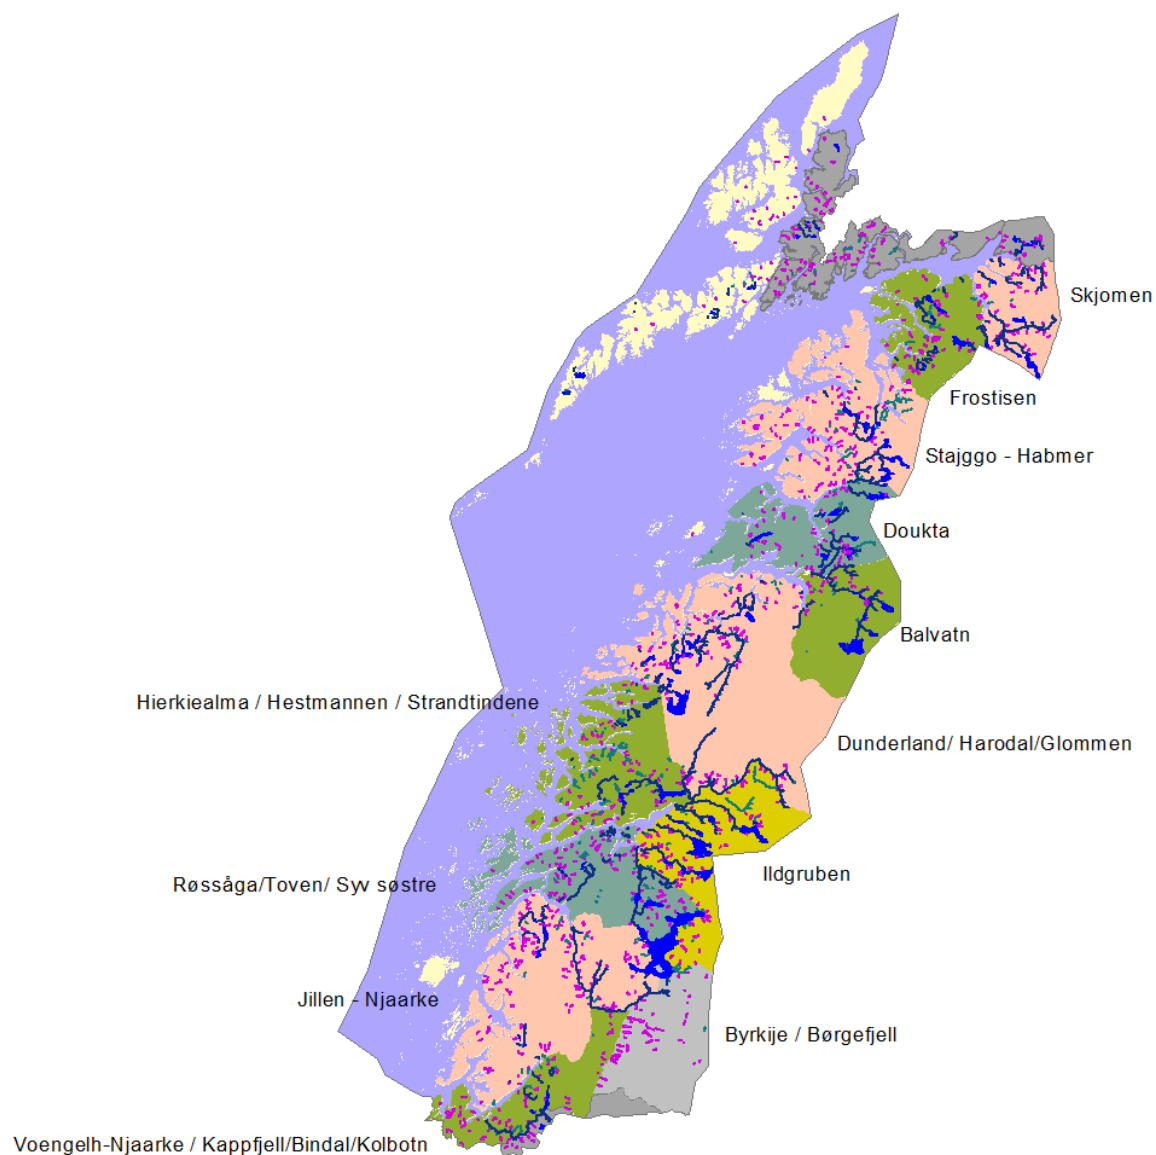 Skjomen
Frostisen
Stajggo - Habmer
Doukta
Balvatn
Hierkiealma / Hestmannen / Strandtindene
Dunderland/ Harodal/Glommen
Ildgruben
Røssåga/Toven/ Syv søstre
Jillen - Njaarke
Byrkije / Børgefjell
Voengelh-Njaarke / Kappfjell/Bindal/Kolbotn